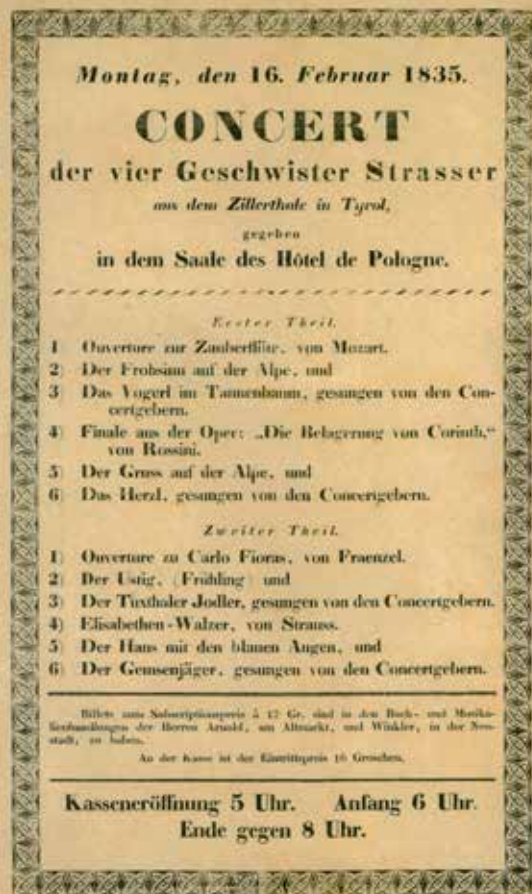 Montag, den 16. Februar 1835.
CONCERT
der vier Geschwister Strasser
aus dem Zillerthale in Tyrol,
gegeben
in dem Saale des Hôtel de Pologne.
Erster Theil.
1) Ouverture zur Zauberflöte, von Mozart.
2) Der Frohsinn auf der Alpe, und
3) Das Vogerl im Tannenbaum, gesungen von den Con-
certgebern.
4) Finale aus der Oper: „Die Belagerung von Corinth,“
von Rossini.
5) Der Gruss auf der Alpe, und
6) Das Herzl, gesungen von den Concertgebern.
Zweiter Theil.
1) Ouverture zu Carlo Fioras, von Fraenzel.
2) Der Ustig, (Frühling) und
3) Der Tuxthaler Jodler, gesungen von den Concertgebern.
4) Elisabethen-Walzer, von Strauss.
5) Der Hans mit den blauen Augen, und
6) Der Gemsenjäger, gesungen von den Concertgebern.
Billets zum Subscriptionspreis à 12 Gr. sind in den Buch- und Musika-
lienhandlungen der Herren Arnold, am Altmarkt, und Winkler, in der Neu-
stadt, zu haben.
An der Kasse ist der Eintrittspreis 16 Groschen.
Kasseneröffnung 5 Uhr. Anfang 6 Uhr.
Ende gegen 8 Uhr.